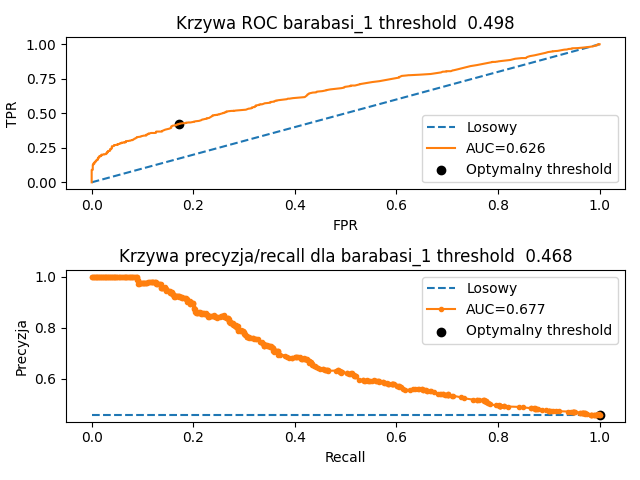 Krzywa ROC barabasi_1 threshold  0.498
1.00
0.75
0.50
0.25
0.00
TPR
Losowy
AUC=0.626
Optymalny threshold
0.0 0.2 0.4 0.6 0.8 1.0
FPR
Krzywa precyzja/recall dla barabasi_1 threshold  0.468
1.0
0.8
0.6
Precyzja
Losowy
AUC=0.677
Optymalny threshold
0.0 0.2 0.4 0.6 0.8 1.0
Recall